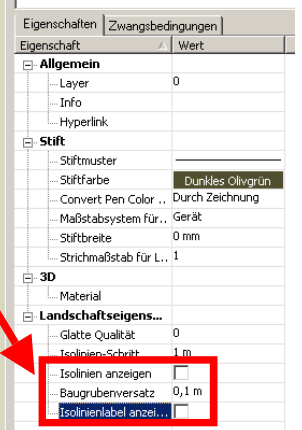 Eigenschaften Zwangsbedingungen
Eigenschaft Wert
Allgemein
Layer 0
Info
Hyperlink
Stift
Stiftmuster
Stiftfarbe Dunkles Olivgrün
Convert Pen Color .. Durch Zeichnung
Maßstabsystem für.. Gerät
Stiftbreite 0 mm
Strichmaßstab für L.. 1
3D
Material
Landschaftseigens...
Glatte Qualität 0
Isolinien-Schritt 1 m
Isolinien anzeigen
Baugrubenversatz 0,1 m
Isolinienlabel anzei...